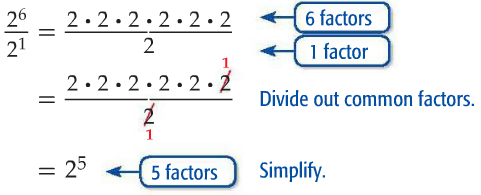 2⁶/2¹ = 2 • 2 • 2 • 2 • 2 • 2 / 2
6 factors
1 factor
= 2 • 2 • 2 • 2 • 2 • 2̸ 1 / 2̸ 1
Divide out common factors.
= 2⁵
5 factors
Simplify.